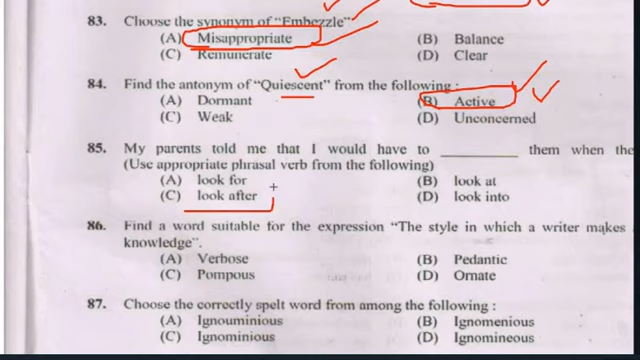 83. Choose the synonym of "Embezzle"
(A) Misappropriate (B) Balance
(C) Remunerate (D) Clear
84. Find the antonym of "Quiescent" from the following :
(A) Dormant (B) Active
(C) Weak (D) Unconcerned
85. My parents told me that I would have to ________ them when the
(Use appropriate phrasal verb from the following)
(A) look for (B) look at
(C) look after (D) look into
86. Find a word suitable for the expression "The style in which a writer makes
knowledge".
(A) Verbose (B) Pedantic
(C) Pompous (D) Ornate
87. Choose the correctly spelt word from among the following :
(A) Ignouminious (B) Ignomenious
(C) Ignominious (D) Ignomineous